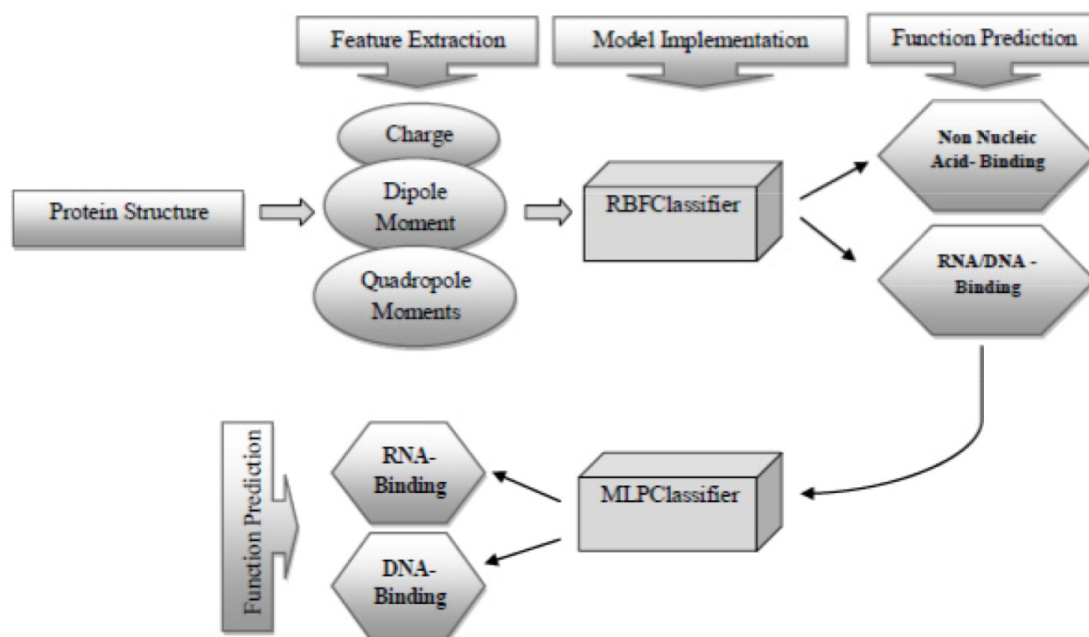 Feature Extraction
Model Implementation
Function Prediction
Charge
Dipole
Moment
Quadropole
Moments
Protein Structure
RBFClassifier
Non Nucleic
Acid- Binding
RNA/DNA -
Binding
Function Prediction
RNA-
Binding
DNA-
Binding
MLPClassifier